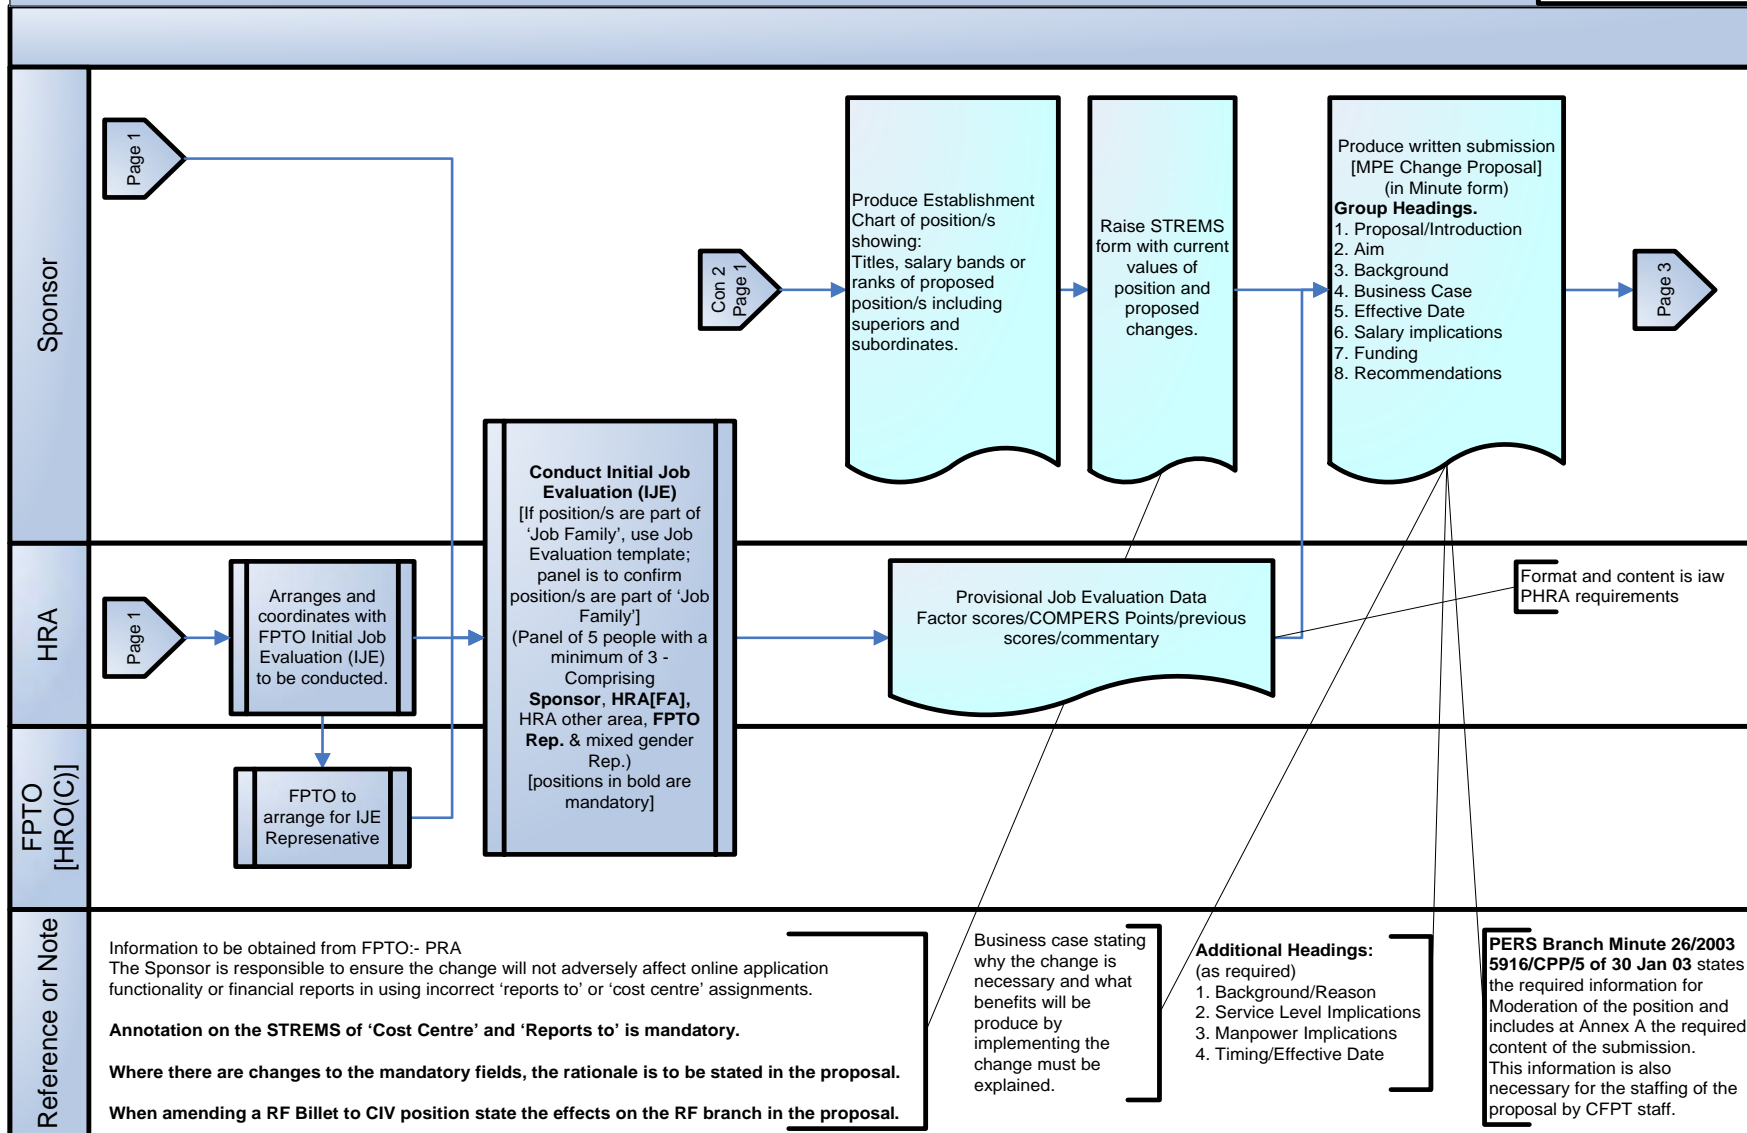 Sponsor
Page 1
Con 2
Page 1
Produce Establishment
Chart of position/s
showing:
Titles, salary bands or
ranks of proposed
position/s including
superiors and
subordinates.
Raise STREMS
form with current
values of
position and
proposed
changes.
Produce written submission
[MPE Change Proposal]
(in Minute form)
Group Headings.
1. Proposal/Introduction
2. Aim
3. Background
4. Business Case
5. Effective Date
6. Salary implications
7. Funding
8. Recommendations
Page 3 3
Conduct Initial Job
Evaluation (IJE)
[If position/s are part of
‘Job Family’, use Job
Evaluation template;
panel is to confirm
position/s are part of ‘Job
Family’]
(Panel of 5 people with a
minimum of 3 -
Comprising
Sponsor, HRA[FA],
HRA other area, FPTO
Rep. & mixed gender
Rep.)
[positions in bold are
mandatory]
HRA
Page 1
Arranges and
coordinates with
FPTO Initial Job
Evaluation (IJE)
to be conducted.
Provisional Job Evaluation Data
Factor scores/COMPERS Points/previous
scores/commentary
Format and content is iaw
PHRA requirements
FPTO
[HRO(C)]
FPTO to
arrange for IJE
Represenative
Reference or Note
Information to be obtained from FPTO:- PRA
The Sponsor is responsible to ensure the change will not adversely affect online application
functionality or financial reports in using incorrect ‘reports to’ or ‘cost centre’ assignments.
Annotation on the STREMS of ‘Cost Centre’ and ‘Reports to’ is mandatory.
Where there are changes to the mandatory fields, the rationale is to be stated in the proposal.
When amending a RF Billet to CIV position state the effects on the RF branch in the proposal.
Business case stating
why the change is
necessary and what
benefits will be
produce by
implementing the
change must be
explained.
Additional Headings:
(as required)
1. Background/Reason
2. Service Level Implications
3. Manpower Implications
4. Timing/Effective Date
PERS Branch Minute 26/2003
5916/CPP/5 of 30 Jan 03 states
the required information for
Moderation of the position and
includes at Annex A the required
content of the submission.
This information is also
necessary for the staffing of the
proposal by CFPT staff.